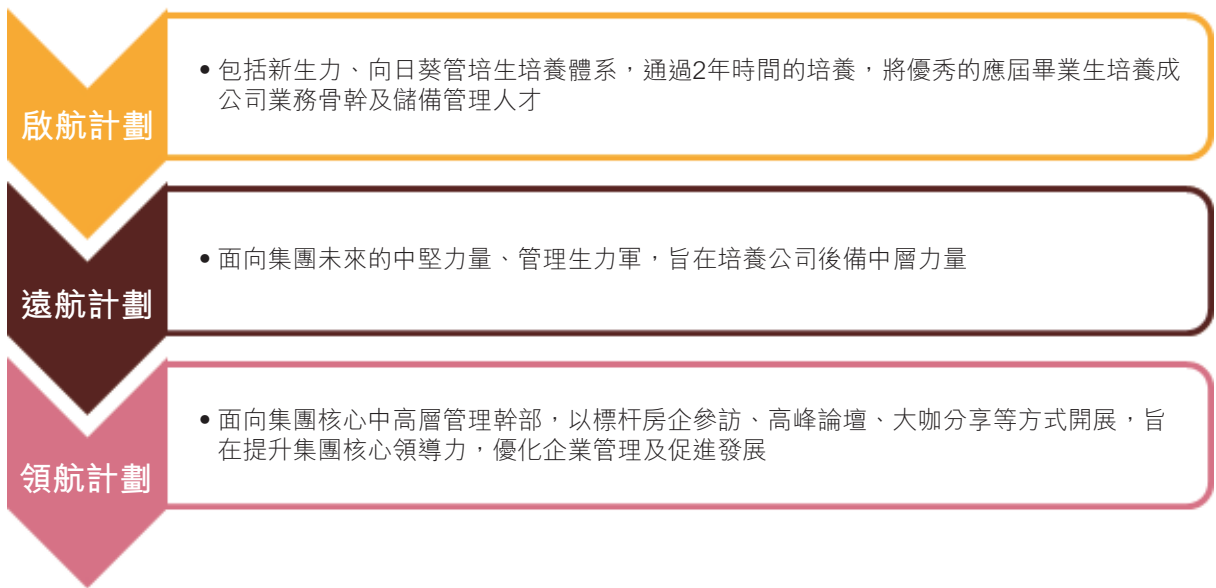 啟航計劃
• 包括新生力、向日葵管培生培養體系，通過2年時間的培養，將優秀的應屆畢業生培養成
公司業務骨幹及儲備管理人才
遠航計劃
• 面向集團未來的中堅力量、管理生力軍，旨在培養公司後備中層力量
領航計劃
• 面向集團核心中高層管理幹部，以標杆房企參訪、高峰論壇、大咖分享等方式開展，旨
在提升集團核心領導力，優化企業管理及促進發展